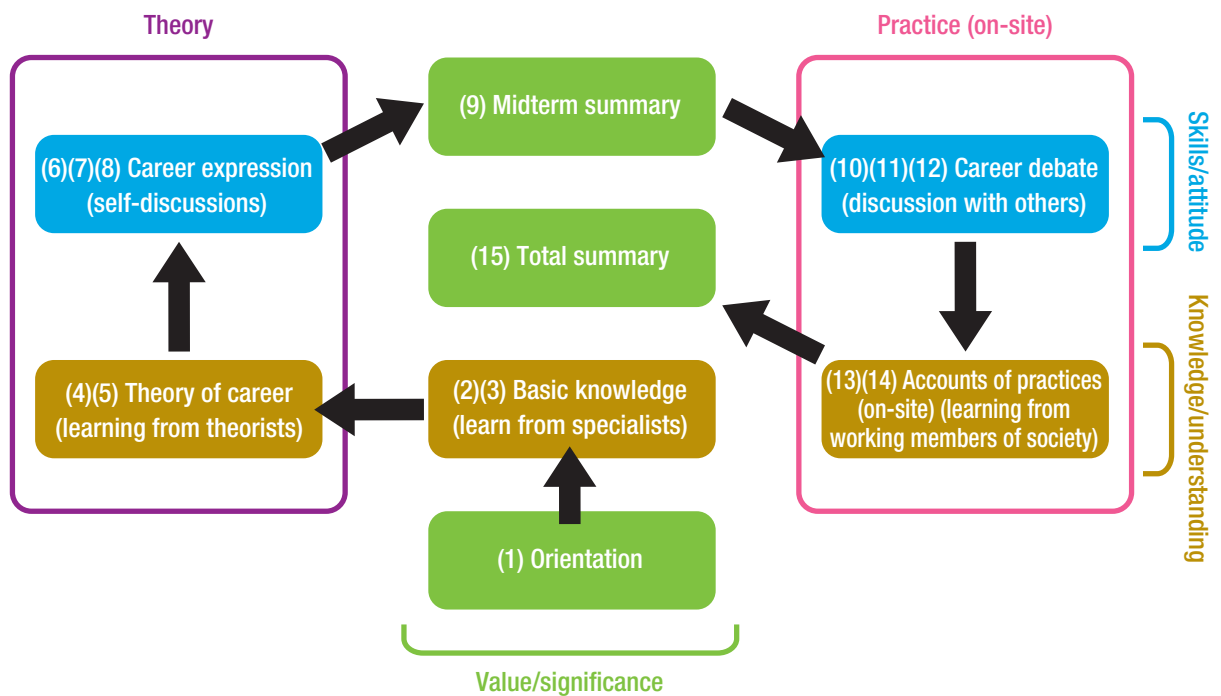 Theory
Practice (on-site)
(9) Midterm summary
(6)(7)(8) Career expression
(self-discussions)
(10)(11)(12) Career debate
(discussion with others)
Skills/attitude
(15) Total summary
(4)(5) Theory of career
(learning from theorists)
(2)(3) Basic knowledge
(learn from specialists)
(13)(14) Accounts of practices
(on-site) (learning from
working members of society)
Knowledge/understanding
(1) Orientation
Value/significance